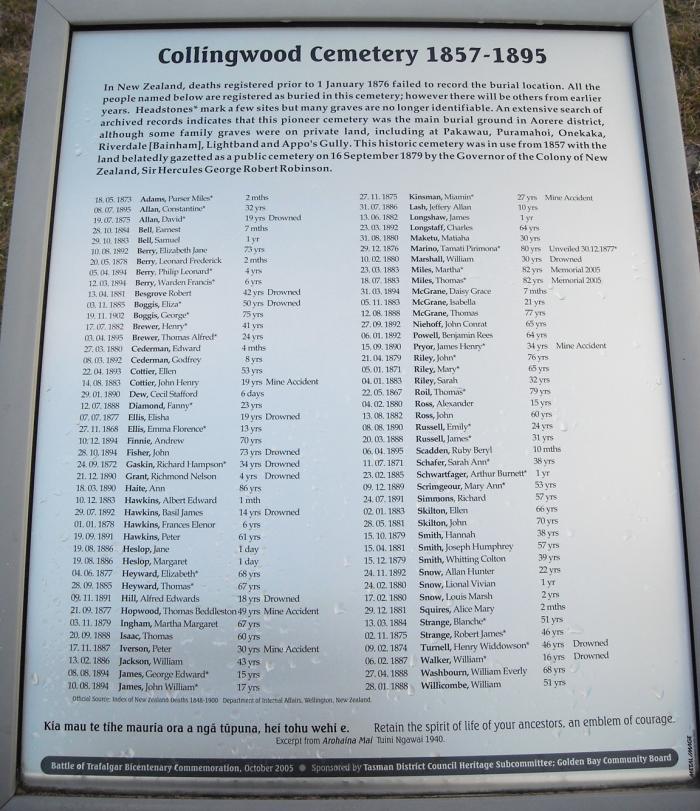 Collingwood Cemetery 1857-1895
In New Zealand, deaths registered prior to 1 January 1876 failed to record the burial location. All the
people named below are registered as buried in this cemetery; however there will be others from earlier
years. Headstones* mark a few sites but many graves are no longer identifiable. An extensive search of
archived records indicates that this pioneer cemetery was the main burial ground in Aorere district,
although some family graves were on private land, including at Pakawau, Puramahoi, Onekaka,
Riverdale [Bainham], Lightband and Appo's Gully. This historic cemetery was in use from 1857 with the
land belatedly gazetted as a public cemetery on 16 September 1879 by the Governor of the Colony of New
Zealand, Sir Hercules George Robert Robinson.
18.05.1873 Adams, Purser Miles* 2 mths
08.07.1895 Allan, Constantine* 32 yrs
19.07.1875 Allan, David* 19 yrs Drowned
28.10.1884 Bell, Earnest 7 mths
29.10.1883 Bell, Samuel 1 yr
10.08.1892 Berry, Elizabeth Jane 73 yrs
20.05.1878 Berry, Leonard Frederick 2 mths
05.04.1894 Berry, Philip Leonard* 4 yrs
12.03.1894 Berry, Warden Francis* 6 yrs
13.04.1881 Besgrove Robert 42 yrs Drowned
03.11.1885 Boggis, Eliza* 50 yrs Drowned
19.11.1902 Boggis, George* 75 yrs
17.07.1882 Brewer, Henry* 41 yrs
03.04.1895 Brewer, Thomas Alfred* 24 yrs
27.03.1880 Cederman, Edward 4 mths
08.03.1892 Cederman, Godfrey 8 yrs
22.04.1893 Cottier, Ellen 53 yrs
14.08.1883 Cottier, John Henry 19 yrs Mine Accident
29.01.1890 Dew, Cecil Stafford 6 days
12.07.1888 Diamond, Fanny* 23 yrs
07.07.1877 Ellis, Elisha 19 yrs Drowned
27.11.1868 Ellis, Emma Florence* 13 yrs
10.12.1894 Finnie, Andrew 70 yrs
28.10.1894 Fisher, John 73 yrs Drowned
24.09.1872 Gaskin, Richard Hampson* 34 yrs Drowned
21.12.1890 Grant, Richmond Nelson 4 yrs Drowned
18.03.1890 Haite, Ann 86 yrs
10.12.1883 Hawkins, Albert Edward 1 mth
29.07.1892 Hawkins, Basil James 14 yrs Drowned
01.01.1878 Hawkins, Frances Elenor 6 yrs
19.09.1891 Hawkins, Peter 61 yrs
19.08.1886 Heslop, Jane 1 day
19.08.1886 Heslop, Margaret 1 day
04.06.1877 Heyward, Elizabeth* 68 yrs
28.09.1885 Heyward, Thomas* 67 yrs
09.11.1891 Hill, Alfred Edwards 18 yrs Drowned
21.09.1877 Hopwood, Thomas Beddleston 49 yrs Mine Accident
03.11.1879 Ingham, Martha Margaret 67 yrs
20.09.1888 Isaac, Thomas 60 yrs
17.11.1887 Iverson, Peter 30 yrs Mine Accident
13.02.1886 Jackson, William 43 yrs
08.08.1894 James, George Edward* 15 yrs
10.08.1894 James, John William* 17 yrs
27.11.1875 Kinsman, Miamin* 27 yrs Mine Accident
31.07.1886 Lash, Jeffery Allan 10 yrs
13.06.1882 Longshaw, James 1 yr
23.03.1892 Longstaff, Charles 64 yrs
31.08.1880 Maketu, Matiaha 30 yrs
29.12.1876 Marino, Tamati Pirimona* 80 yrs Unveiled 30.12.1877*
10.02.1880 Marshall, William 30 yrs Drowned
23.03.1883 Miles, Martha* 82 yrs Memorial 2005
18.07.1883 Miles, Thomas* 82 yrs Memorial 2005
31.03.1894 McGrane, Daisy Grace 7 mths
05.11.1883 McGrane, Isabella 21 yrs
12.08.1888 McGrane, Thomas 77 yrs
27.09.1892 Niehoff, John Conrat 65 yrs
06.01.1892 Powell, Benjamin Rees 64 yrs
15.09.1890 Pryor, James Henry* 34 yrs Mine Accident
21.04.1879 Riley, John* 76 yrs
05.01.1871 Riley, Mary* 65 yrs
04.01.1883 Riley, Sarah 32 yrs
22.05.1867 Roil, Thomas* 79 yrs
04.02.1880 Ross, Alexander 15 yrs
13.08.1882 Ross, John 60 yrs
08.08.1890 Russell, Emily* 24 yrs
20.03.1888 Russell, James* 31 yrs
06.04.1895 Scadden, Ruby Beryl 10 mths
11.07.1871 Schafer, Sarah Ann* 38 yrs
23.02.1885 Schwartfager, Arthur Burnett* 1 yr
09.12.1889 Scrimgeour, Mary Ann* 53 yrs
24.07.1891 Simmons, Richard 57 yrs
02.01.1883 Skilton, Ellen 66 yrs
28.05.1881 Skilton, John 70 yrs
15.10.1879 Smith, Hannah 38 yrs
15.04.1881 Smith, Joseph Humphrey 57 yrs
15.12.1879 Smith, Whitting Colton 39 yrs
24.11.1892 Snow, Allan Hunter 22 yrs
24.02.1880 Snow, Lional Vivian 1 yr
17.02.1880 Snow, Louis Marsh 2 yrs
29.12.1881 Squires, Alice Mary 2 mths
13.03.1884 Strange, Blanche* 51 yrs
02.11.1875 Strange, Robert James* 46 yrs
09.02.1874 Turnell, Henry Widdowson* 46 yrs Drowned
06.02.1887 Walker, William* 16 yrs Drowned
27.04.1888 Washbourn, William Everly 68 yrs
28.01.1888 Willicombe, William 51 yrs
Official Source: Index of New Zealand Deaths 1848-1900 Department of Internal Affairs, Wellington, New Zealand.
Kia mau te tihe mauria ora a ngā tūpuna, hei tohu wehi e. Retain the spirit of life of your ancestors, an emblem of courage.
Excerpt from Arohaina Mai Tuini Ngawai 1940.
Battle of Trafalgar Bicentenary Commemoration, October 2005 • Sponsored by Tasman District Council Heritage Subcommittee; Golden Bay Community Board
METAL IMAGE